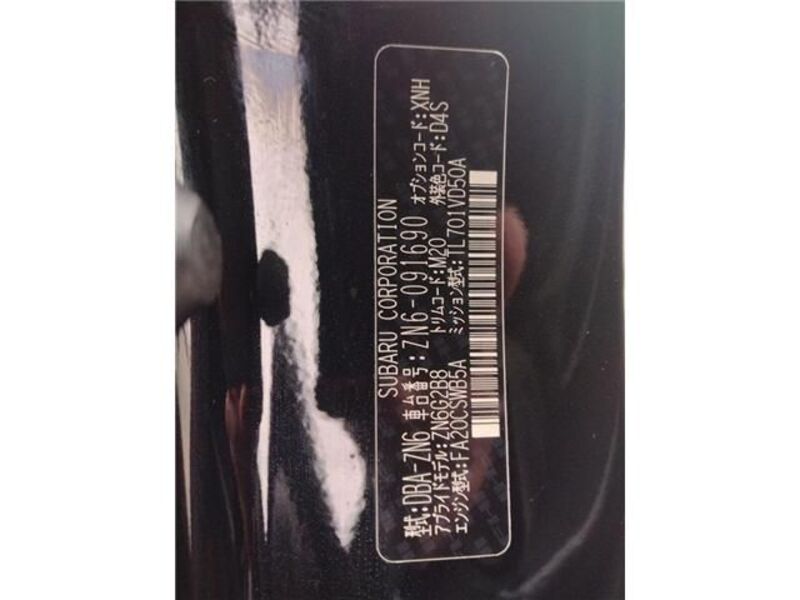 SUBARU CORPORATION
型式:DBA-ZN6 車台番号:ZN6-091690
アプライドモデル:ZN6G2B8 トリムコード:M20 オプションコード:XNH
エンジン型式:FA20CSWB5A ミッション型式:TL701VD50A 外装色コード:D4S